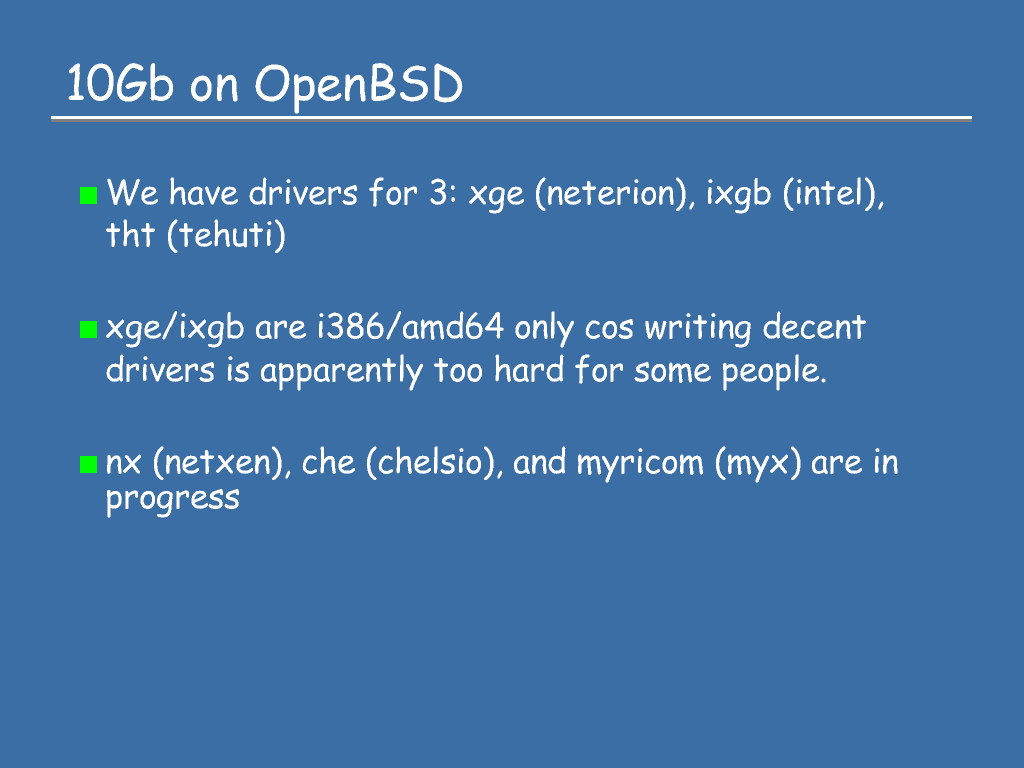 10Gb on OpenBSD
We have drivers for 3: xge (neterion), ixgb (intel),
tht (tehuti)
xge/ixgb are i386/amd64 only cos writing decent
drivers is apparently too hard for some people.
nx (netxen), che (chelsio), and myricom (myx) are in
progress